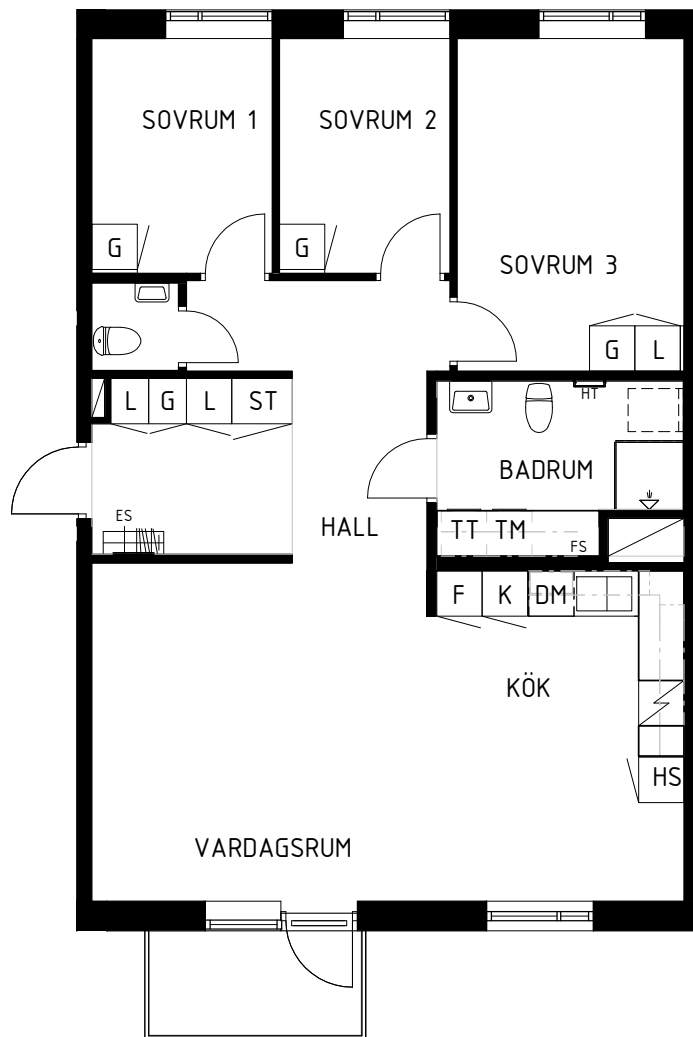 SOVRUM 1
SOVRUM 2
G
G
SOVRUM 3
G L
L G L ST
HT
BADRUM
ES
HALL
TT TM
FS
F K DM
KÖK
HS
VARDAGSRUM